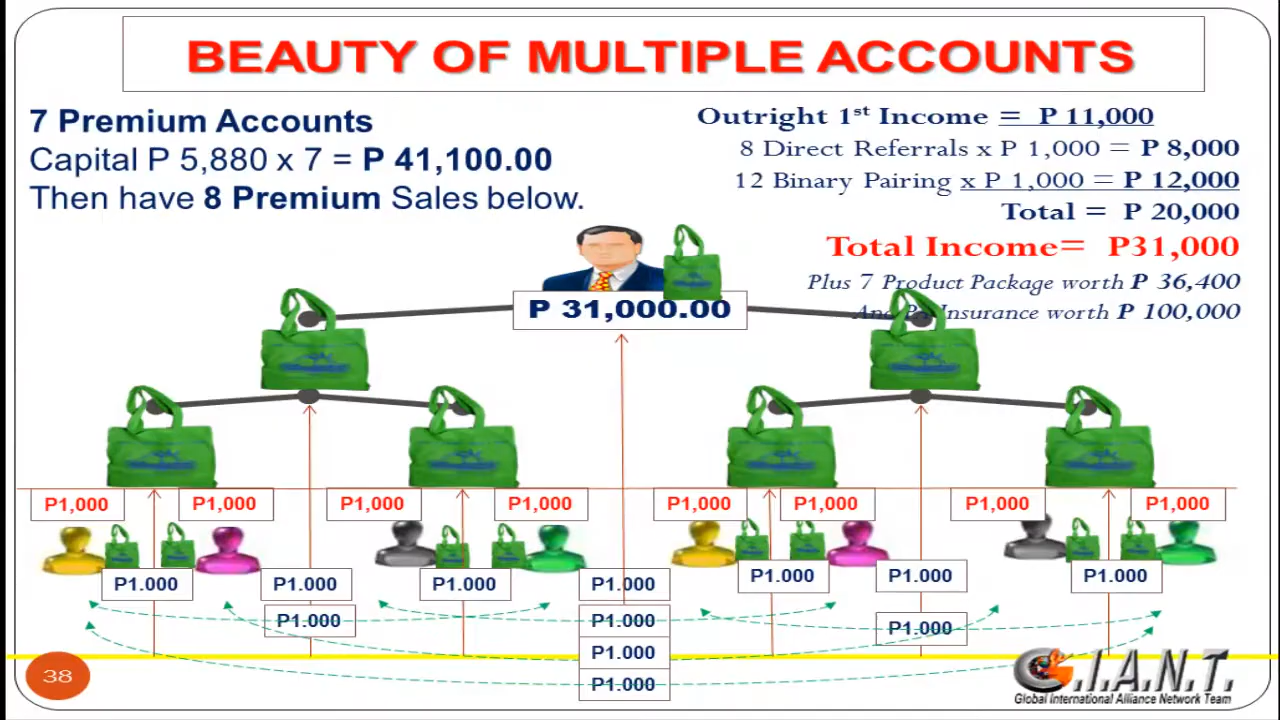 BEAUTY OF MULTIPLE ACCOUNTS
7 Premium Accounts
Capital P 5,880 x 7 = P 41,100.00
Then have 8 Premium Sales below.
Outright 1st Income = P 11,000
8 Direct Referrals x P 1,000 = P 8,000
12 Binary Pairing x P 1,000 = P 12,000
Total = P 20,000
Total Income= P31,000
Plus 7 Product Package worth P 36,400
And Insurance worth P 100,000
P 31,000.00
P1,000 P1,000 P1,000 P1,000 P1,000 P1,000 P1,000 P1,000
P1.000 P1.000 P1.000 P1.000 P1.000 P1.000 P1.000
P1.000 P1.000 P1.000
P1.000
P1.000
38
G.I.A.N.T.
Global International Alliance Network Team